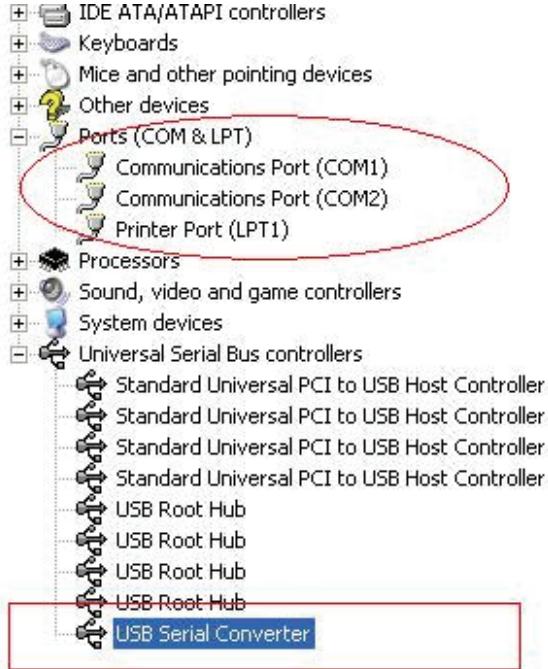 IDE ATA/ATAPI controllers
Keyboards
Mice and other pointing devices
Other devices
Ports (COM & LPT)
Communications Port (COM1)
Communications Port (COM2)
Printer Port (LPT1)
Processors
Sound, video and game controllers
System devices
Universal Serial Bus controllers
Standard Universal PCI to USB Host Controller
Standard Universal PCI to USB Host Controller
Standard Universal PCI to USB Host Controller
Standard Universal PCI to USB Host Controller
USB Root Hub
USB Root Hub
USB Root Hub
USB Root Hub
USB Serial Converter